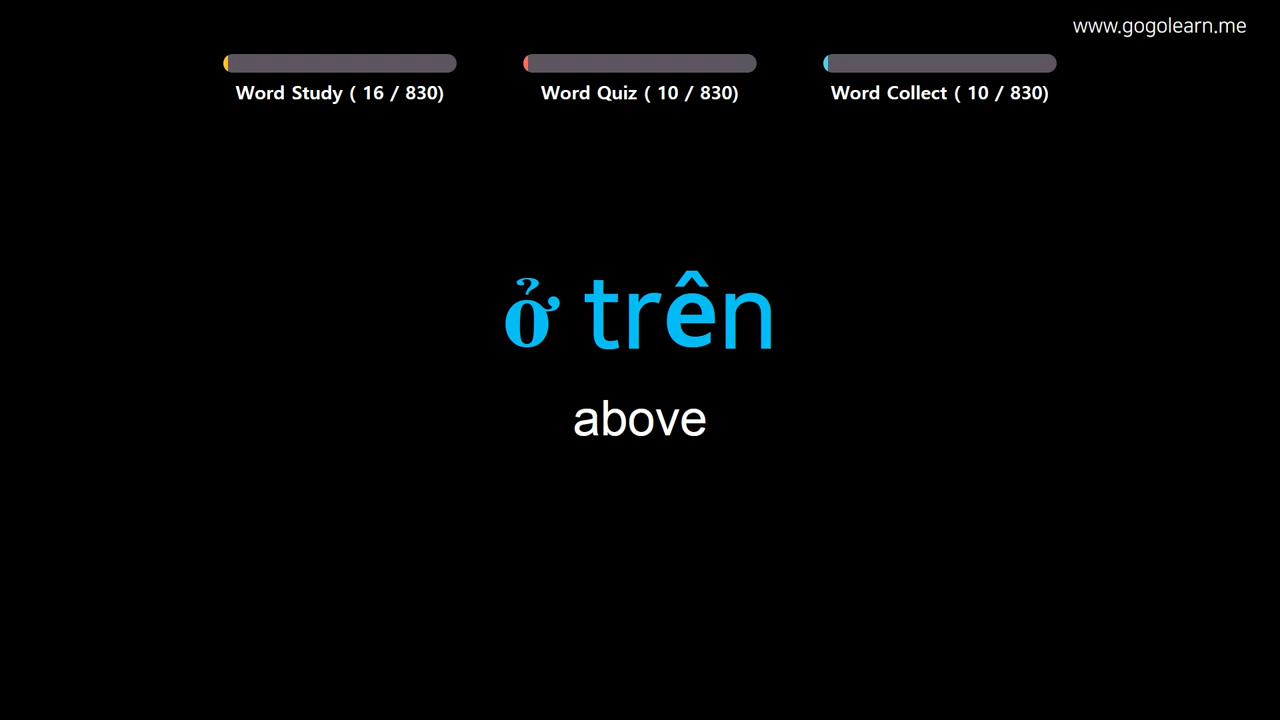 www.gogolearn.me
Word Study ( 16 / 830)
Word Quiz ( 10 / 830)
Word Collect ( 10 / 830)
ở trên
above